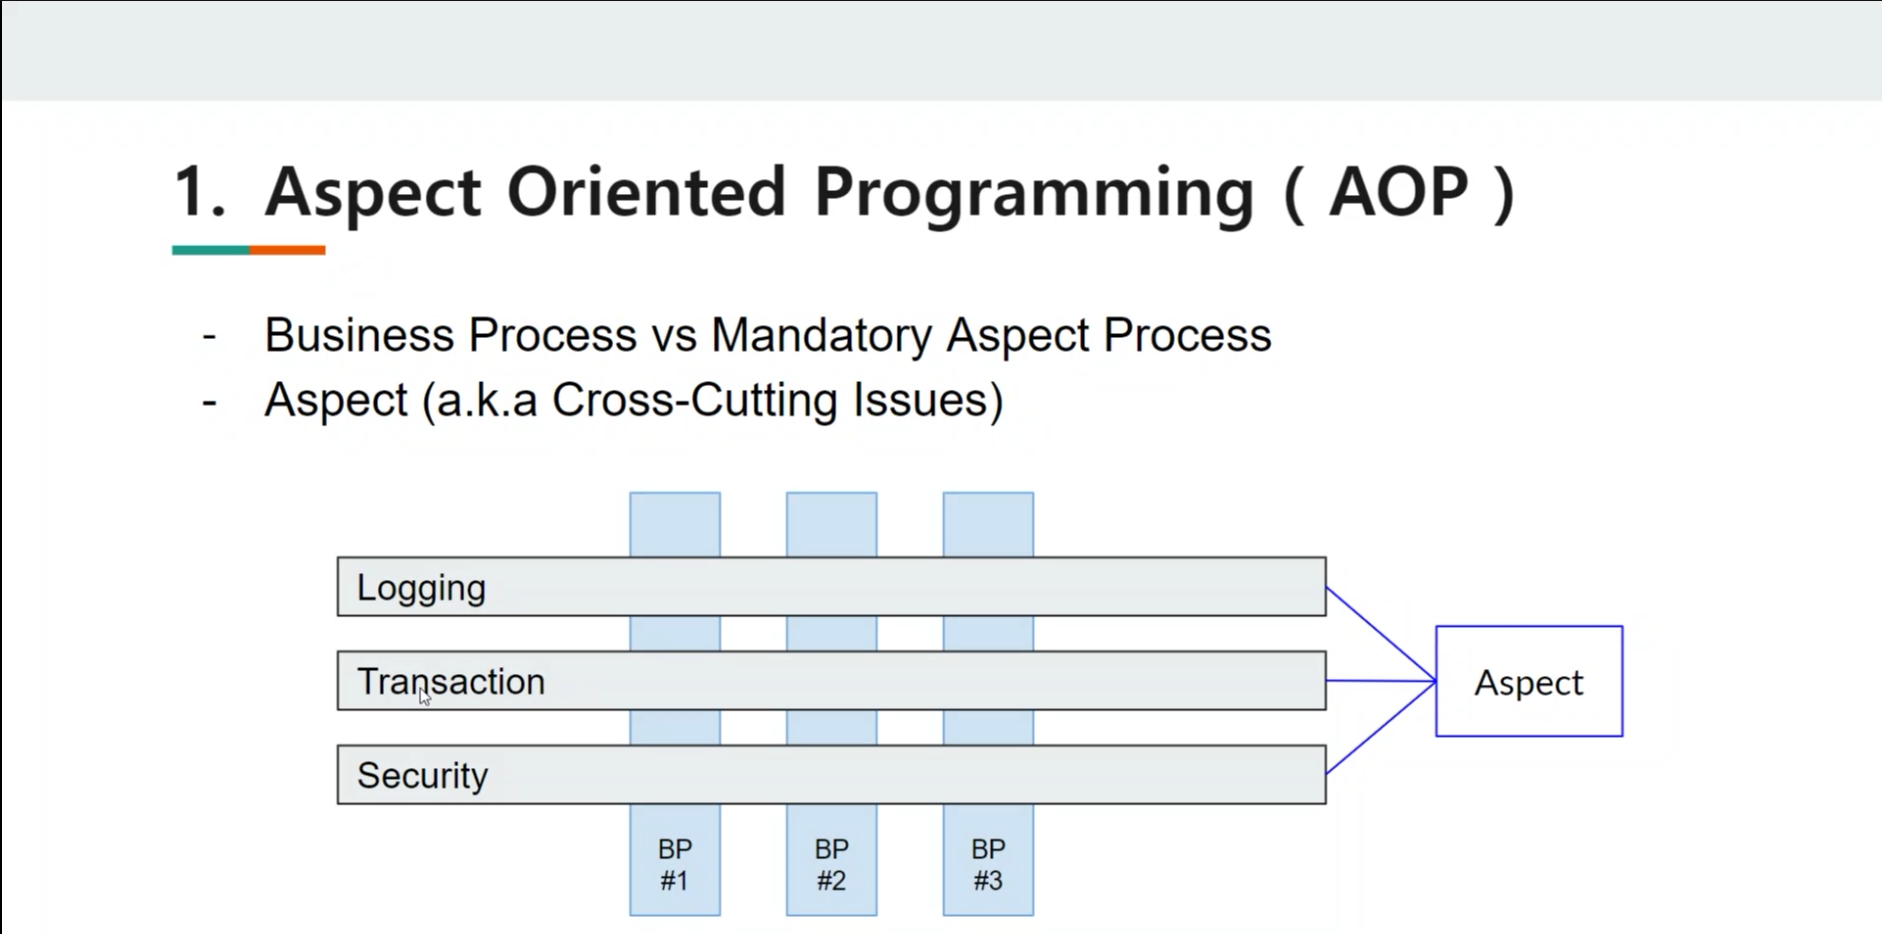 1. Aspect Oriented Programming ( AOP )
- Business Process vs Mandatory Aspect Process
- Aspect (a.k.a Cross-Cutting Issues)
Logging
Transaction
Security
Aspect
BP
#1
BP
#2
BP
#3